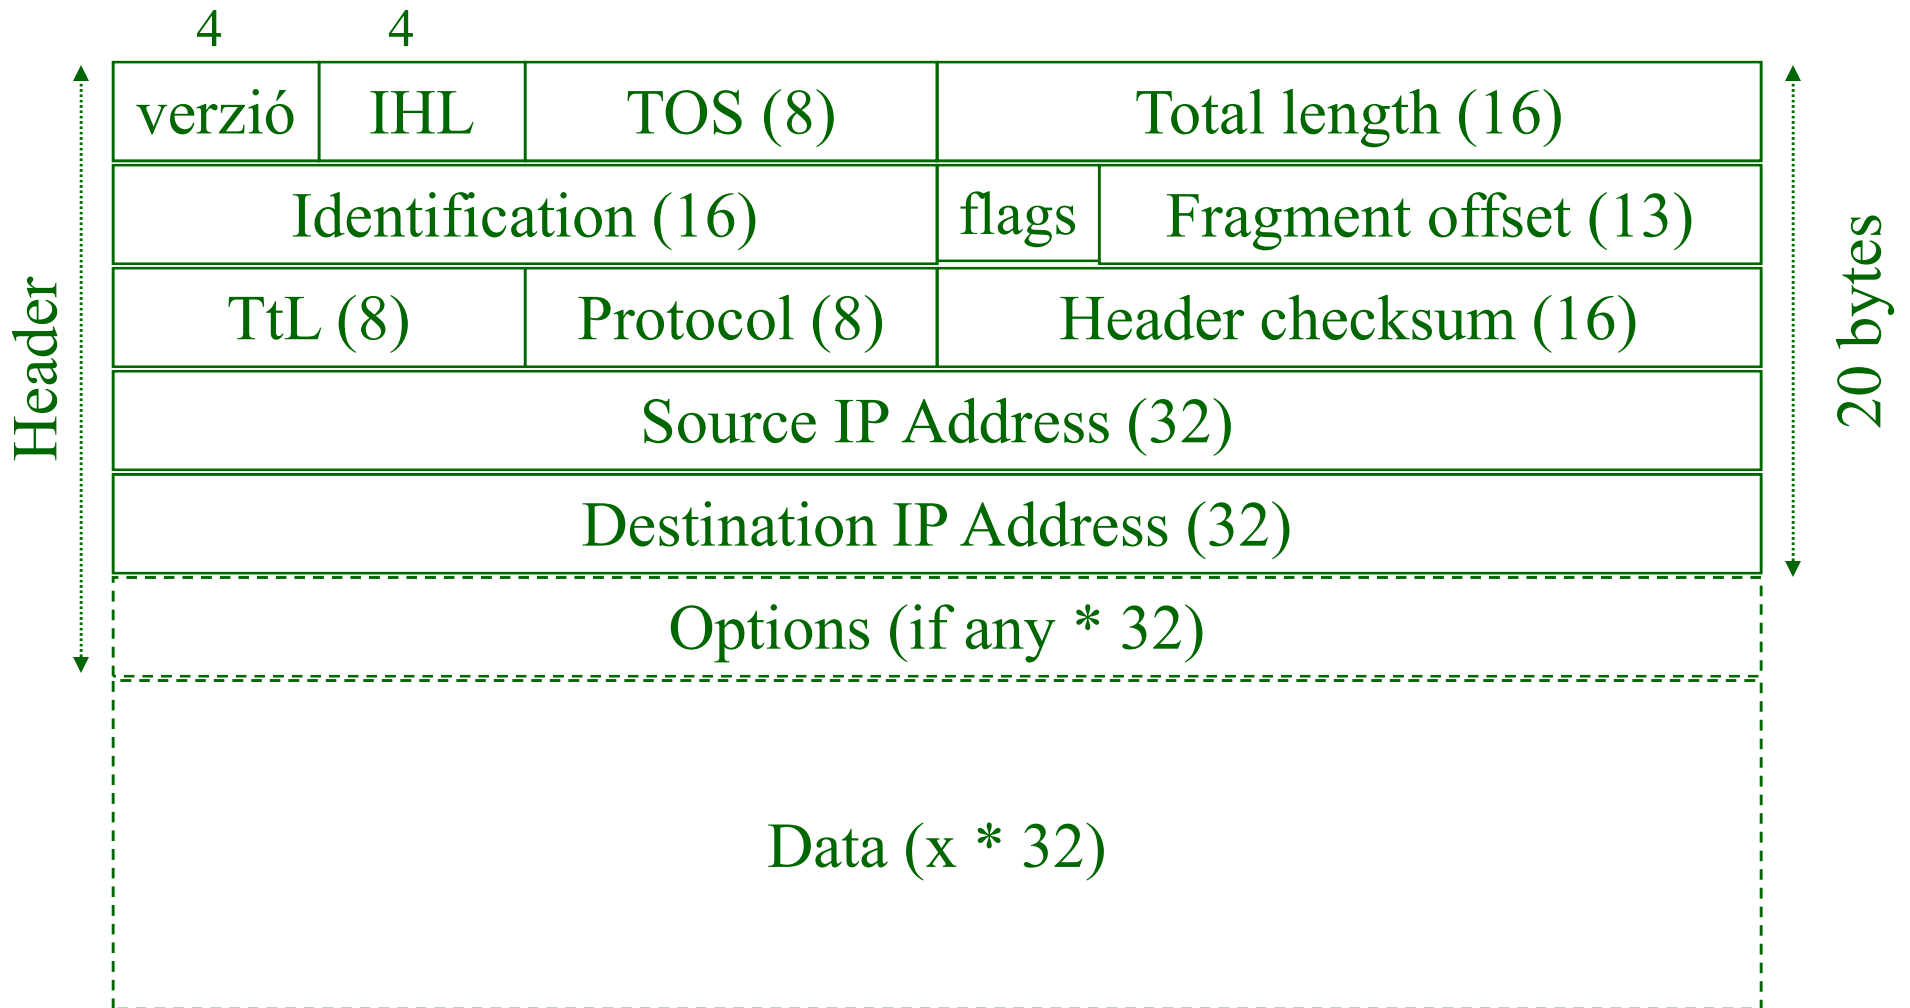 4
4
verzió
IHL
TOS (8)
Total length (16)
Identification (16)
flags
Fragment offset (13)
TtL (8)
Protocol (8)
Header checksum (16)
Source IP Address (32)
Destination IP Address (32)
Options (if any * 32)
Data (x * 32)
Header
20 bytes